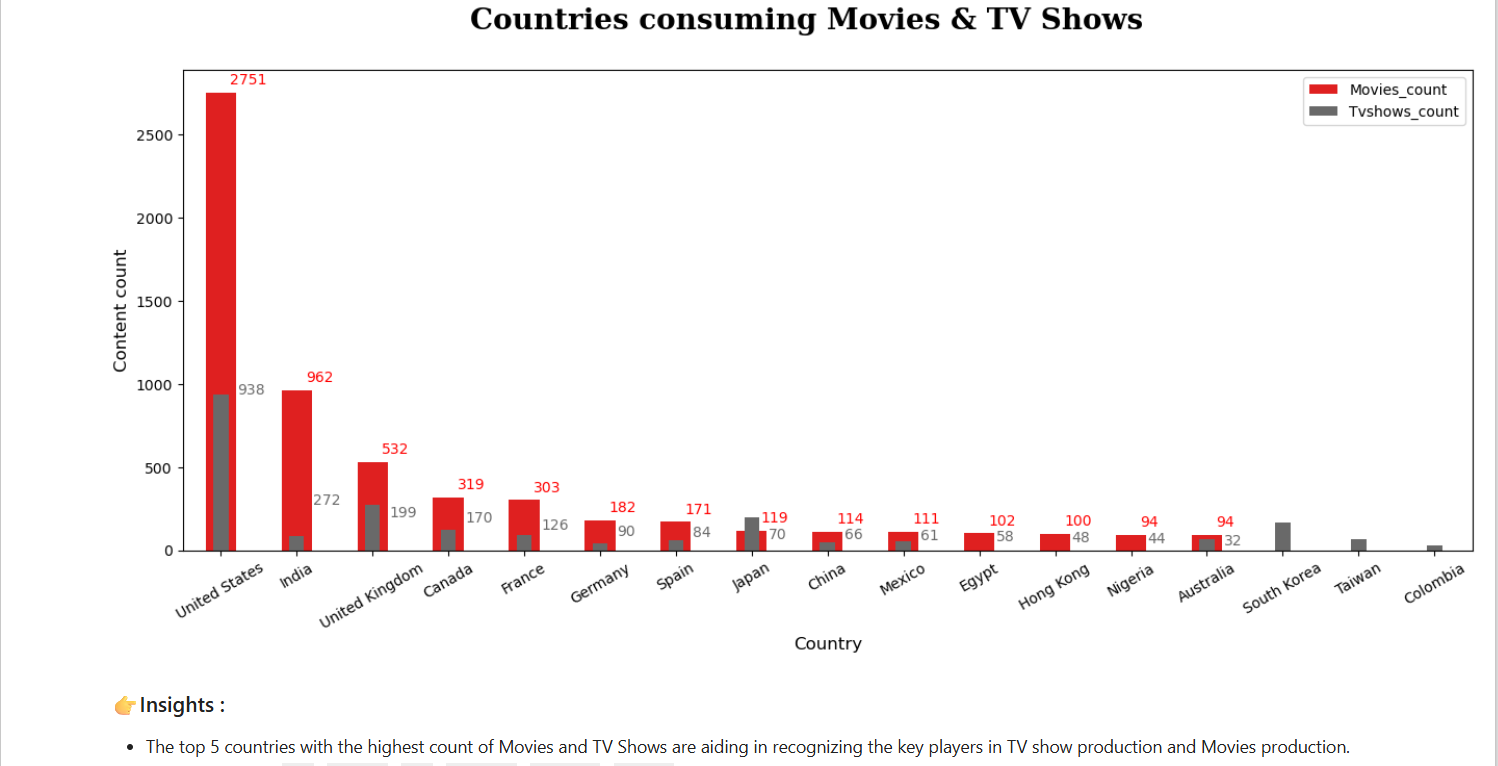 Countries consuming Movies & TV Shows
2751
Movies_count
Tvshows_count
2500
2000
1500
1000
500
0
Content count
938
962
272
532
199
319
170
303
126
182
90
171
84
119
70
114
66
111
61
102
58
100
48
94
44
94
32
United States
India
United Kingdom
Canada
France
Germany
Spain
Japan
China
Mexico
Egypt
Hong Kong
Nigeria
Australia
South Korea
Taiwan
Colombia
Country
👉Insights :
• The top 5 countries with the highest count of Movies and TV Shows are aiding in recognizing the key players in TV show production and Movies production.